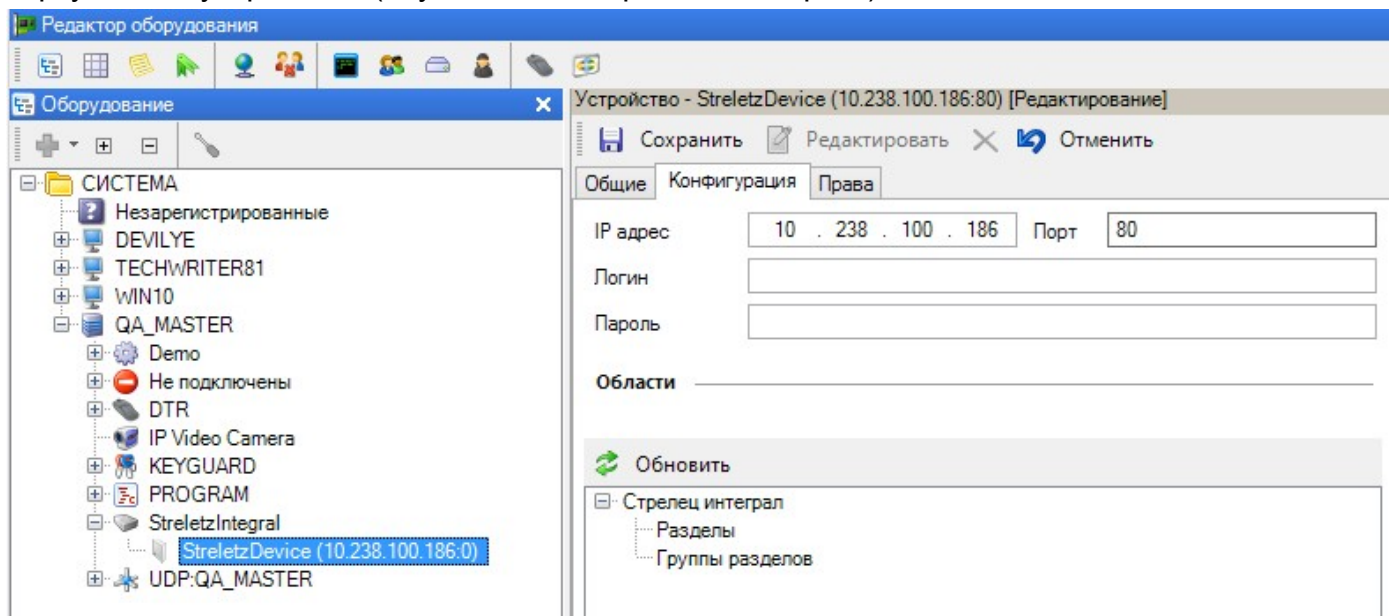 Редактор оборудования
Оборудование
СИСТЕМА
Незарегистрированные
DEVILYE
TECHWRITER81
WIN10
QA_MASTER
Demo
Не подключены
DTR
IP Video Camera
KEYGUARD
PROGRAM
StreletzIntegral
StreletzDevice (10.238.100.186:0)
UDP:QA_MASTER
Устройство - StreletzDevice (10.238.100.186:80) [Редактирование]
Сохранить Редактировать Отменить
Общие Конфигурация Права
IP адрес 10 . 238 . 100 . 186 Порт 80
Логин
Пароль
Области
Обновить
Стрелец интеграл
Разделы
Группы разделов